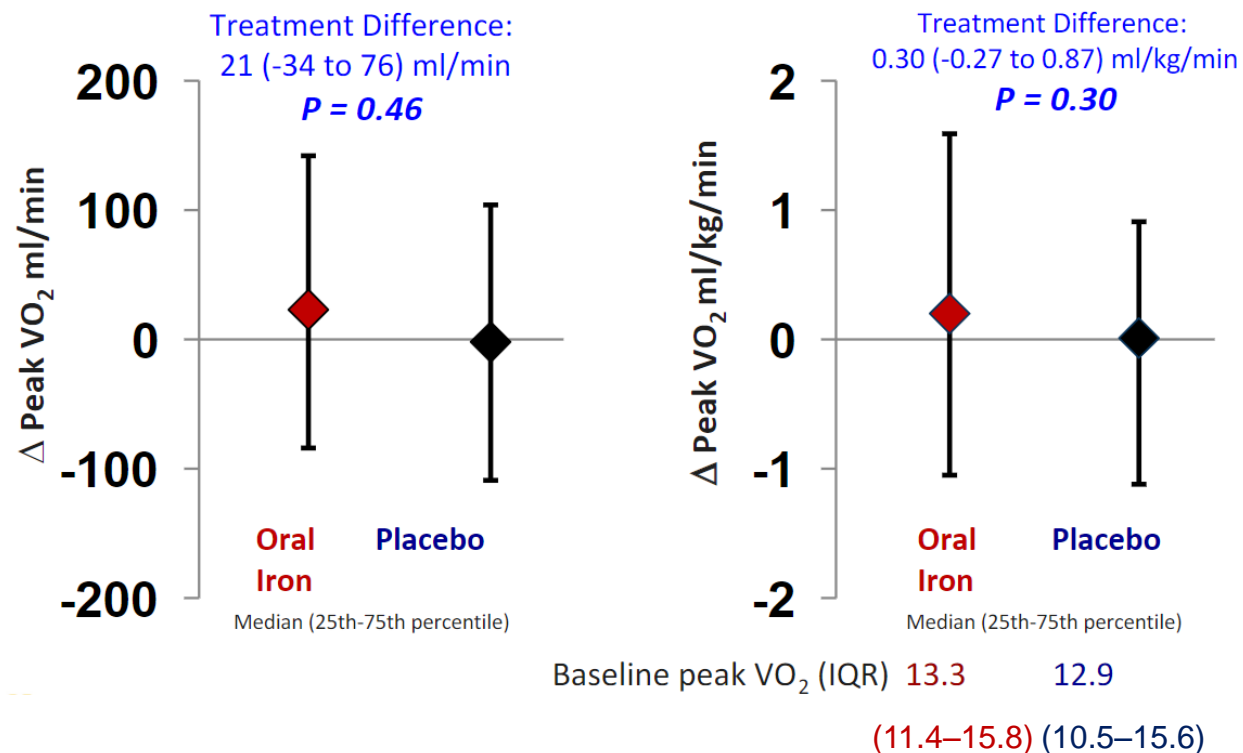 Treatment Difference:
21 (-34 to 76) ml/min
P = 0.46
200
100
0
-100
-200
Δ Peak VO₂ ml/min
Oral
Iron
Placebo
Median (25th-75th percentile)
Treatment Difference:
0.30 (-0.27 to 0.87) ml/kg/min
P = 0.30
2
1
0
-1
-2
Δ Peak VO₂ ml/kg/min
Oral
Iron
Placebo
Median (25th-75th percentile)
Baseline peak VO₂ (IQR) 13.3 12.9
(11.4–15.8) (10.5–15.6)